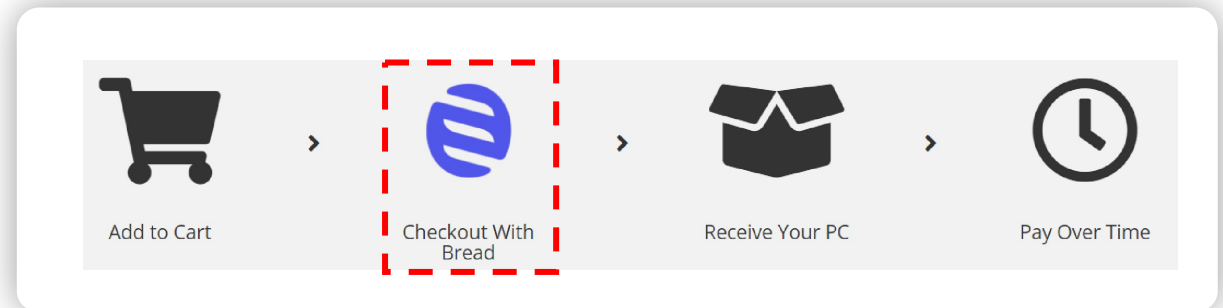 Add to Cart
Checkout With
Bread
Receive Your PC
Pay Over Time